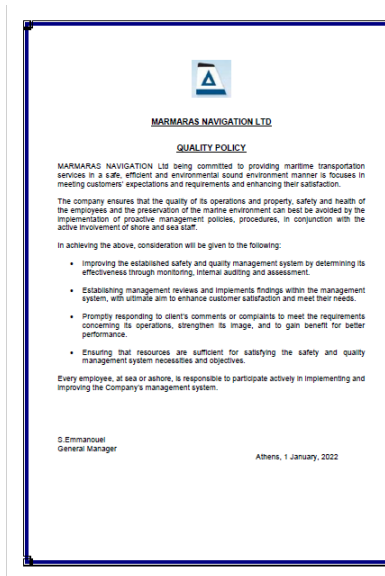 MARMARAS NAVIGATION LTD
QUALITY POLICY
MARMARAS NAVIGATION Ltd being committed to providing maritime transportation
services in a safe, efficient and environmental sound environment manner is focuses in
meeting customers' expectations and requirements and enhancing their satisfaction.
The company ensures that the quality of its operations and property, safety and health of
the employees and the preservation of the marine environment can best be avoided by the
implementation of proactive management policies, procedures, in conjunction with the
active involvement of shore and sea staff.
In achieving the above, consideration will be given to the following:
• Improving the established safety and quality management system by determining its
effectiveness through monitoring, internal auditing and assessment.
• Establishing management reviews and implements findings within the management
system, with ultimate aim to enhance customer satisfaction and meet their needs.
• Promptly responding to client's comments or complaints to meet the requirements
concerning its operations, strengthen its image, and to gain benefit for better
performance.
• Ensuring that resources are sufficient for satisfying the safety and quality
management system necessities and objectives.
Every employee, at sea or ashore, is responsible to participate actively in implementing and
improving the Company's management system.
S.Emmanouel
General Manager
Athens, 1 January, 2022